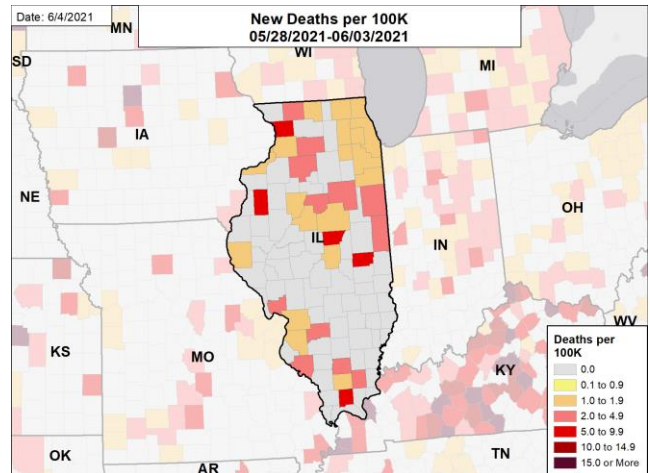 Date: 6/4/2021
New Deaths per 100K
05/28/2021-06/03/2021
MN
WI
SD
MI
IA
NE
OH
IL
IN
WV
KS
MO
KY
OK
AR
TN
Deaths per
100K
0.0
0.1 to 0.9
1.0 to 1.9
2.0 to 4.9
5.0 to 9.9
10.0 to 14.9
15.0 or More